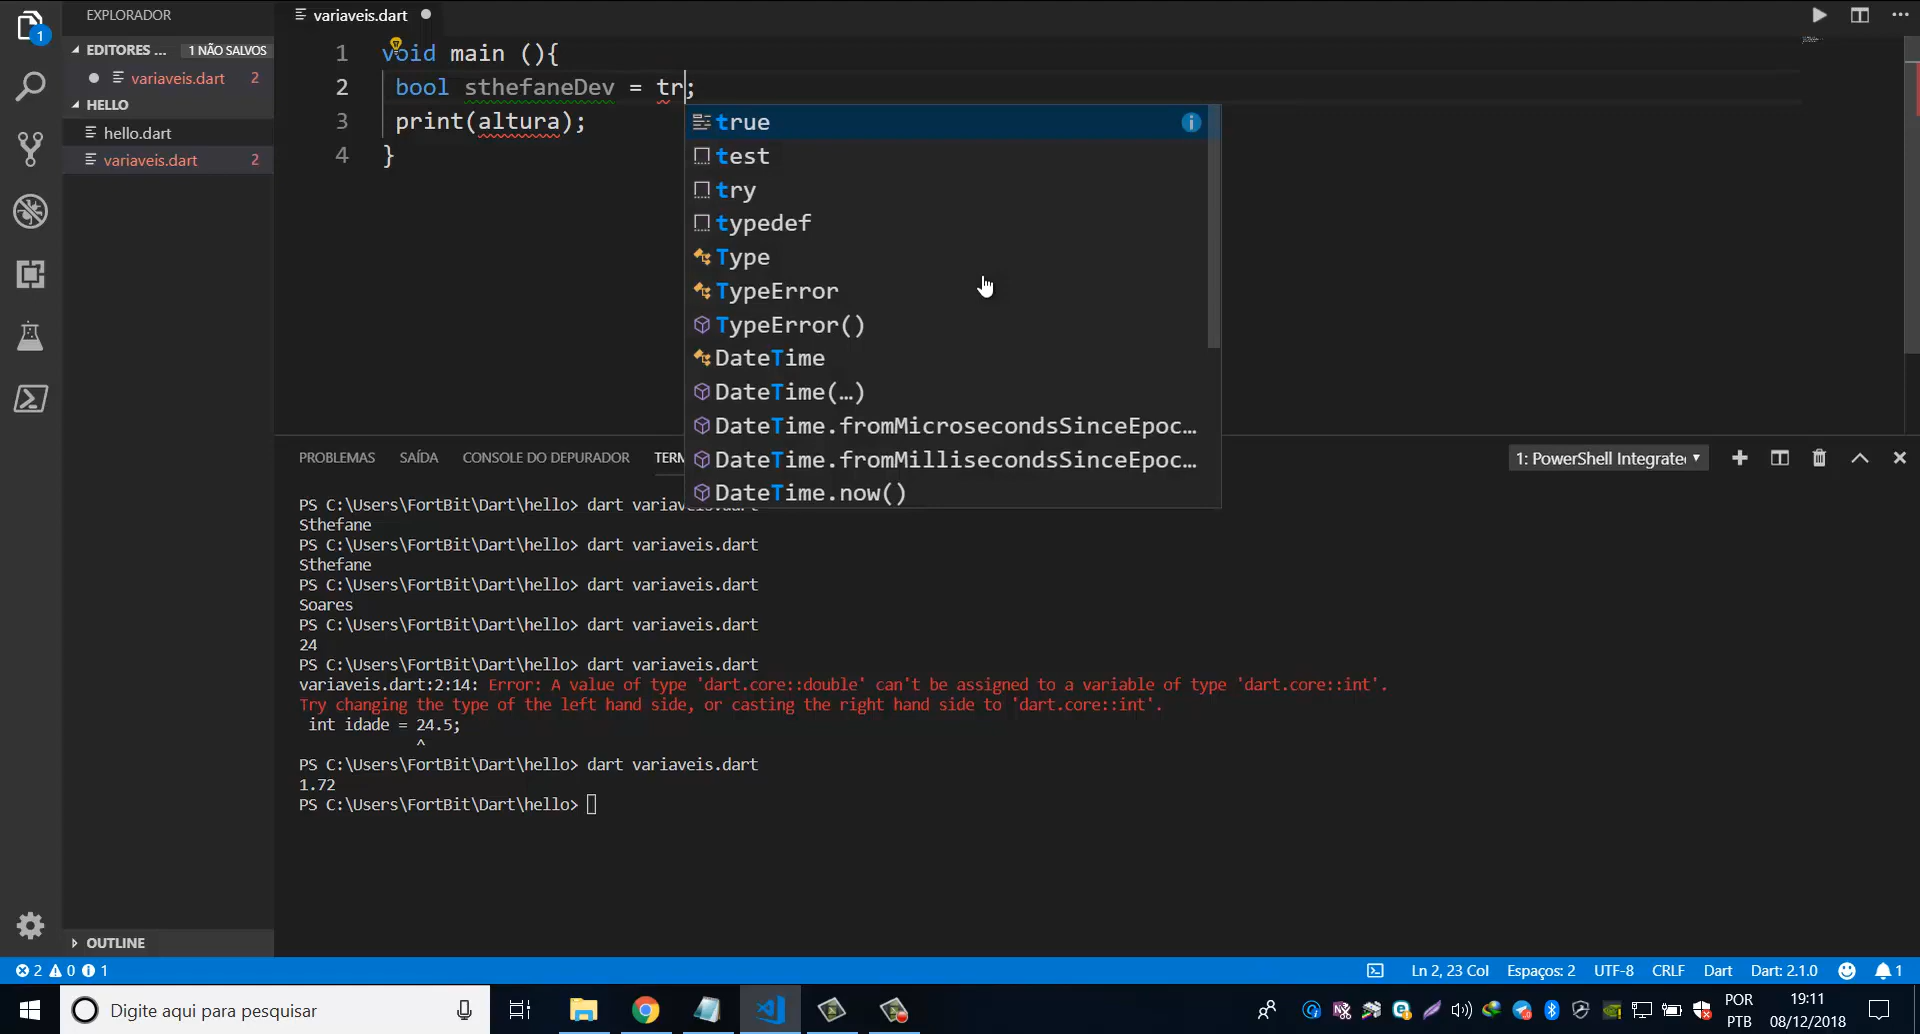 EXPLORADOR
EDITORES ... 1 NÃO SALVOS
variaveis.dart 2
HELLO
hello.dart
variaveis.dart 2
OUTLINE
variaveis.dart
1 void main (){
2 bool sthefaneDev = tr;
3 print(altura);
4 }
true
test
try
typedef
Type
TypeError
TypeError()
DateTime
DateTime(…)
DateTime.fromMicrosecondsSinceEpoc…
DateTime.fromMillisecondsSinceEpoc…
DateTime.now()
PROBLEMAS SAÍDA CONSOLE DO DEPURADOR 1: PowerShell Integrate
PS C:\Users\FortBit\Dart\hello> dart variaveis.dart
Sthefane
PS C:\Users\FortBit\Dart\hello> dart variaveis.dart
Sthefane
PS C:\Users\FortBit\Dart\hello> dart variaveis.dart
Soares
PS C:\Users\FortBit\Dart\hello> dart variaveis.dart
24
PS C:\Users\FortBit\Dart\hello> dart variaveis.dart
variaveis.dart:2:14: Error: A value of type 'dart.core::double' can't be assigned to a variable of type 'dart.core::int'.
Try changing the type of the left hand side, or casting the right hand side to 'dart.core::int'.
int idade = 24.5;
^
PS C:\Users\FortBit\Dart\hello> dart variaveis.dart
1.72
PS C:\Users\FortBit\Dart\hello>
2 0 1 Ln 2, 23 Col Espaços: 2 UTF-8 CRLF Dart Dart: 2.1.0 1
Digite aqui para pesquisar
POR
PTB
19:11
08/12/2018